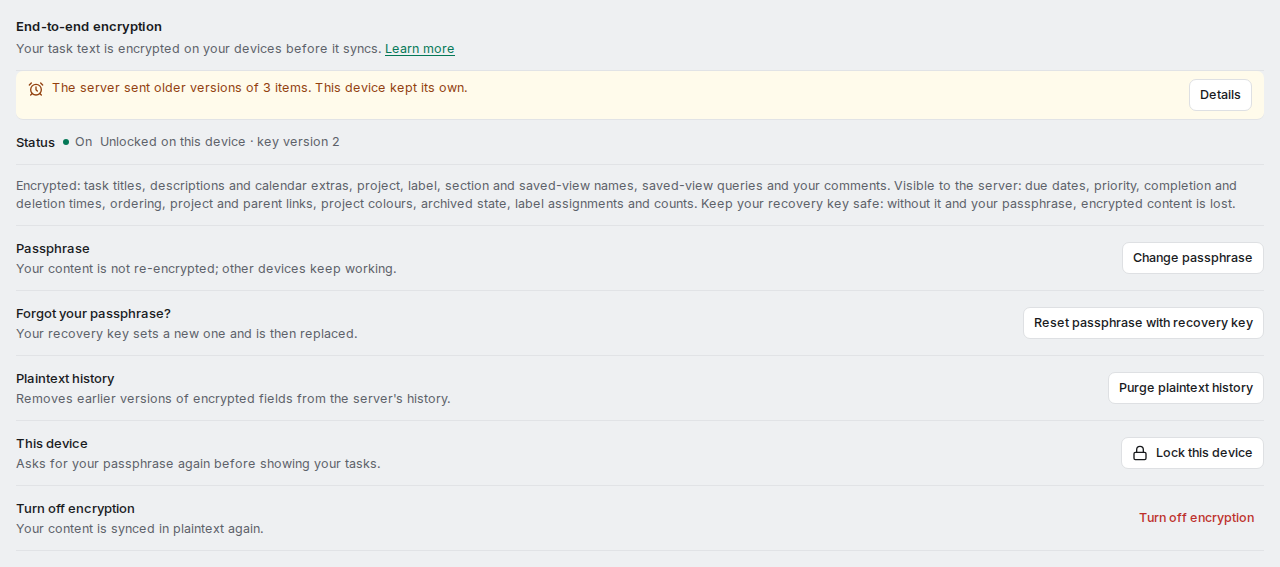 End-to-end encryption
Your task text is encrypted on your devices before it syncs. Learn more
The server sent older versions of 3 items. This device kept its own.
Details
Status On Unlocked on this device · key version 2
Encrypted: task titles, descriptions and calendar extras, project, label, section and saved-view names, saved-view queries and your comments. Visible to the server: due dates, priority, completion and
deletion times, ordering, project and parent links, project colours, archived state, label assignments and counts. Keep your recovery key safe: without it and your passphrase, encrypted content is lost.
Passphrase
Your content is not re-encrypted; other devices keep working.
Change passphrase
Forgot your passphrase?
Your recovery key sets a new one and is then replaced.
Reset passphrase with recovery key
Plaintext history
Removes earlier versions of encrypted fields from the server's history.
Purge plaintext history
This device
Asks for your passphrase again before showing your tasks.
Lock this device
Turn off encryption
Your content is synced in plaintext again.
Turn off encryption